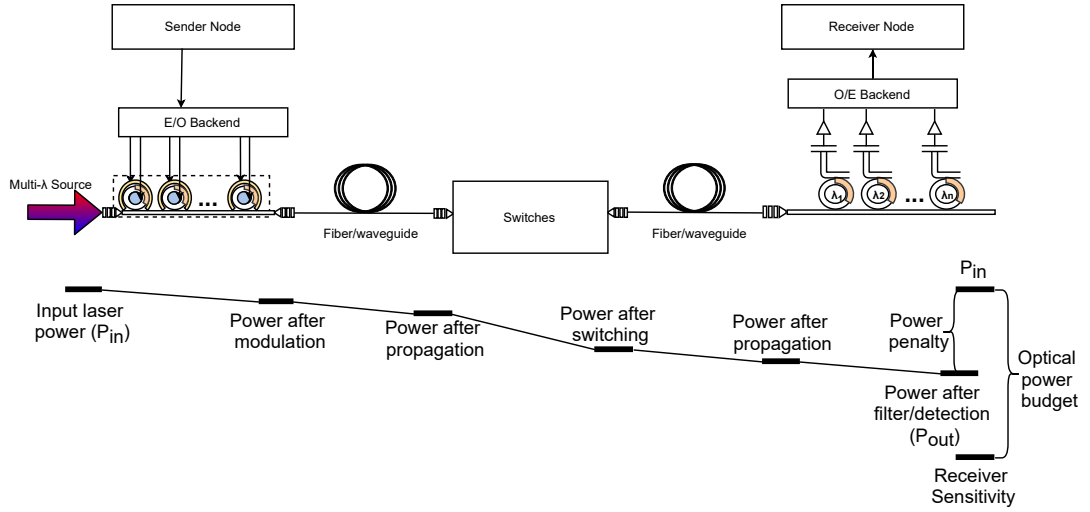 Sender Node
Receiver Node
E/O Backend
O/E Backend
Multi-λ Source
...
λ1
λ2
...
λn
Fiber/waveguide
Switches
Fiber/waveguide
Input laser
power (Pin)
Power after
modulation
Power after
propagation
Power after
switching
Power after
propagation
Pin
Power
penalty
Optical
power
budget
Power after
filter/detection
(Pout)
Receiver
Sensitivity